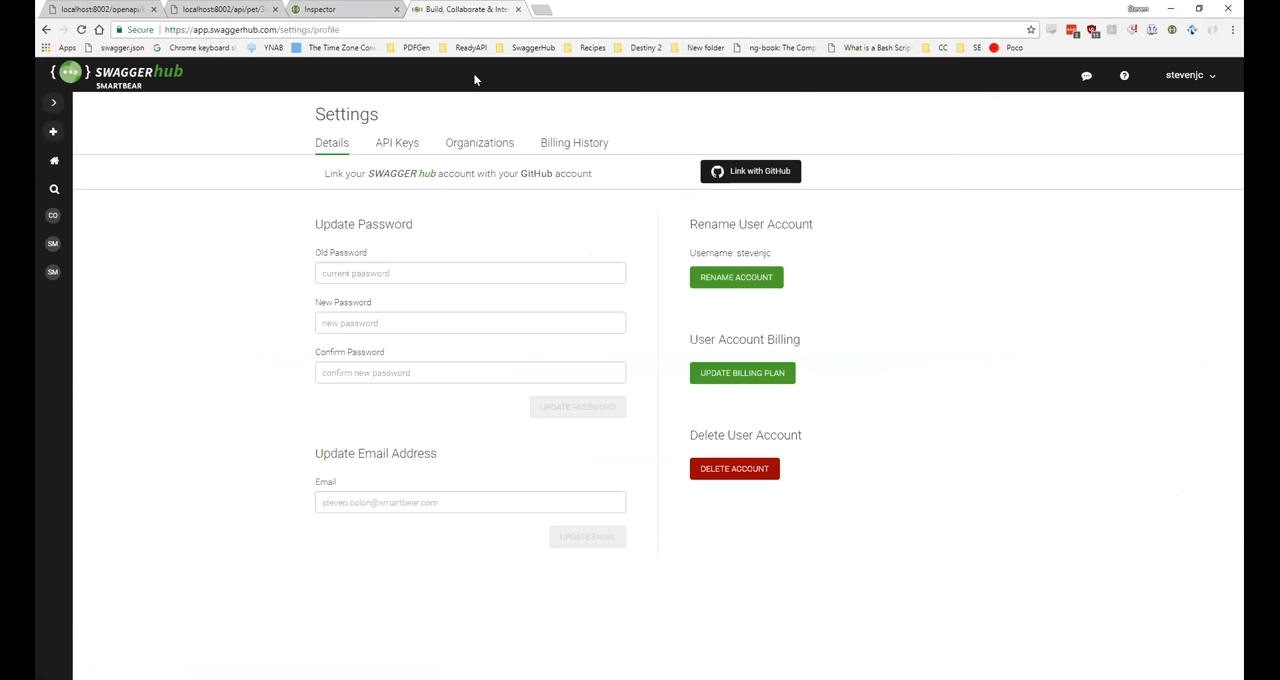 localhost:8002/openapi/s
localhost:8002/api/pet/3
Inspector
Build, Collaborate & Inte
Steven
Secure https://app.swaggerhub.com/settings/profile
Apps swagger.json Chrome keyboard s YNAB The Time Zone Con PDFGen ReadyAPI SwaggerHub Recipes Destiny 2 New folder ng-book: The Comp What is a Bash Scrip CC SE Poco
SWAGGERhub
SMARTBEAR
stevenjc
Settings
Details API Keys Organizations Billing History
Link your SWAGGER hub account with your GitHub account
Link with GitHub
CO
SM
SM
Update Password
Old Password
current password
New Password
new password
Confirm Password
confirm new password
UPDATE PASSWORD
Update Email Address
Email
steven.colon@smartbear.com
UPDATE EMAIL
Rename User Account
Username: stevenjc
RENAME ACCOUNT
User Account Billing
UPDATE BILLING PLAN
Delete User Account
DELETE ACCOUNT